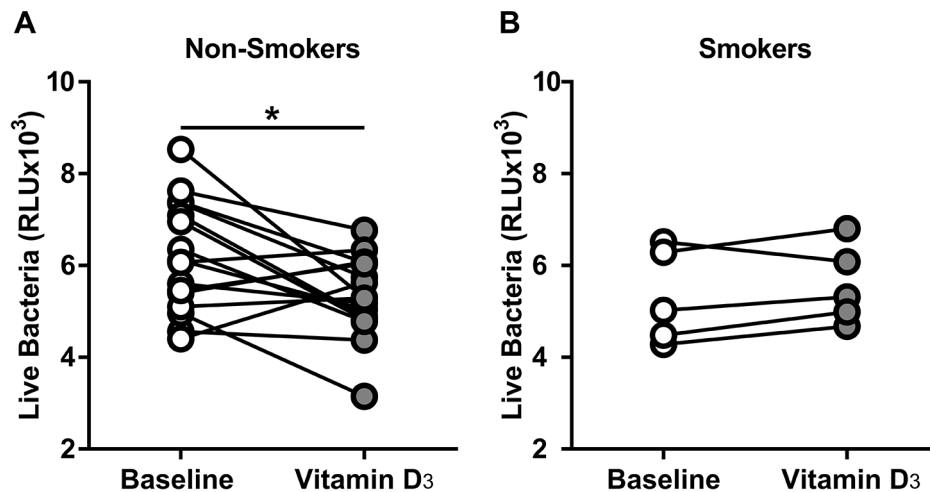 A
Non-Smokers
Live Bacteria (RLUx10³)
10
8
6
4
2
*
Baseline
Vitamin D3
B
Smokers
Live Bacteria (RLUx10³)
10
8
6
4
2
Baseline
Vitamin D3